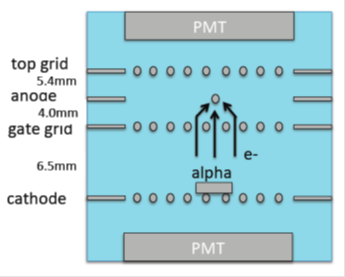 PMT
top grid
5.4mm
anode
4.0mm
gate grid
6.5mm
e-
alpha
cathode
PMT